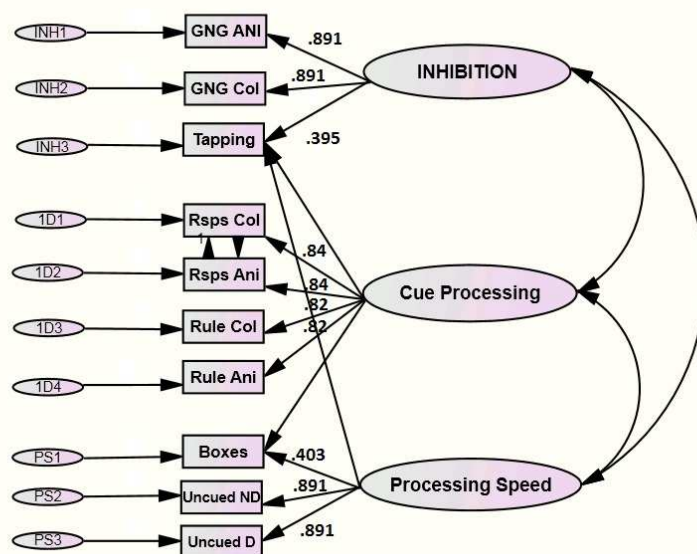 INH1
GNG ANI
.891
INHIBITION
INH2
GNG Col
.891
INH3
Tapping
.395
1D1
Rsps Col
1
.84
1D2
Rsps Ani
.84
Cue Processing
.82
1D3
Rule Col
.82
1D4
Rule Ani
PS1
Boxes
.403
PS2
Uncued ND
.891
Processing Speed
PS3
Uncued D
.891